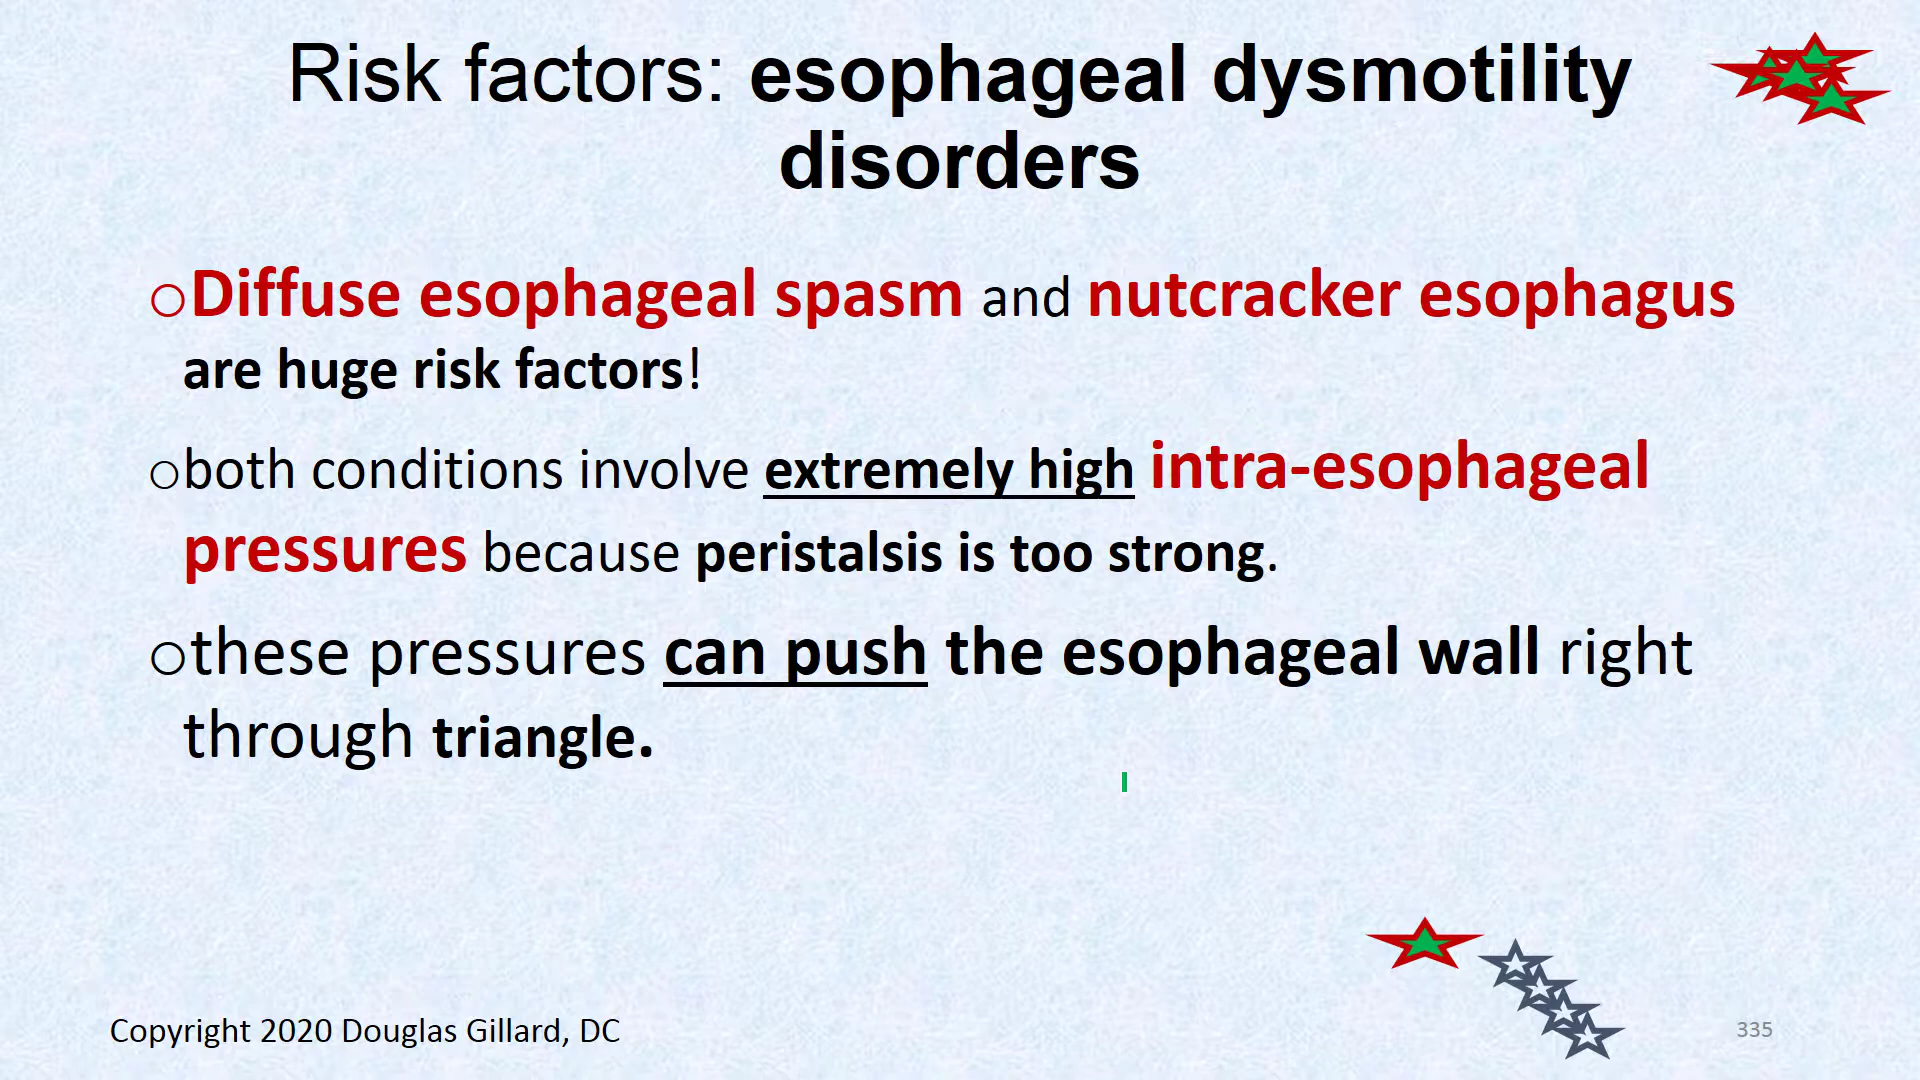 Risk factors: esophageal dysmotility
disorders
oDiffuse esophageal spasm and nutcracker esophagus
are huge risk factors!
oboth conditions involve extremely high intra-esophageal
pressures because peristalsis is too strong.
othese pressures can push the esophageal wall right
through triangle.
Copyright 2020 Douglas Gillard, DC
335